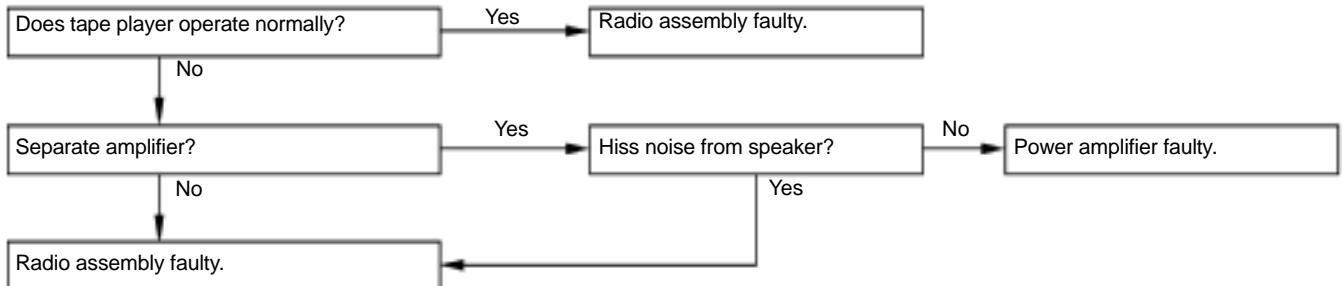 Does tape player operate normally?
Yes
Radio assembly faulty.
No
Separate amplifier?
Yes
Hiss noise from speaker?
No
Power amplifier faulty.
No
Yes
Radio assembly faulty.